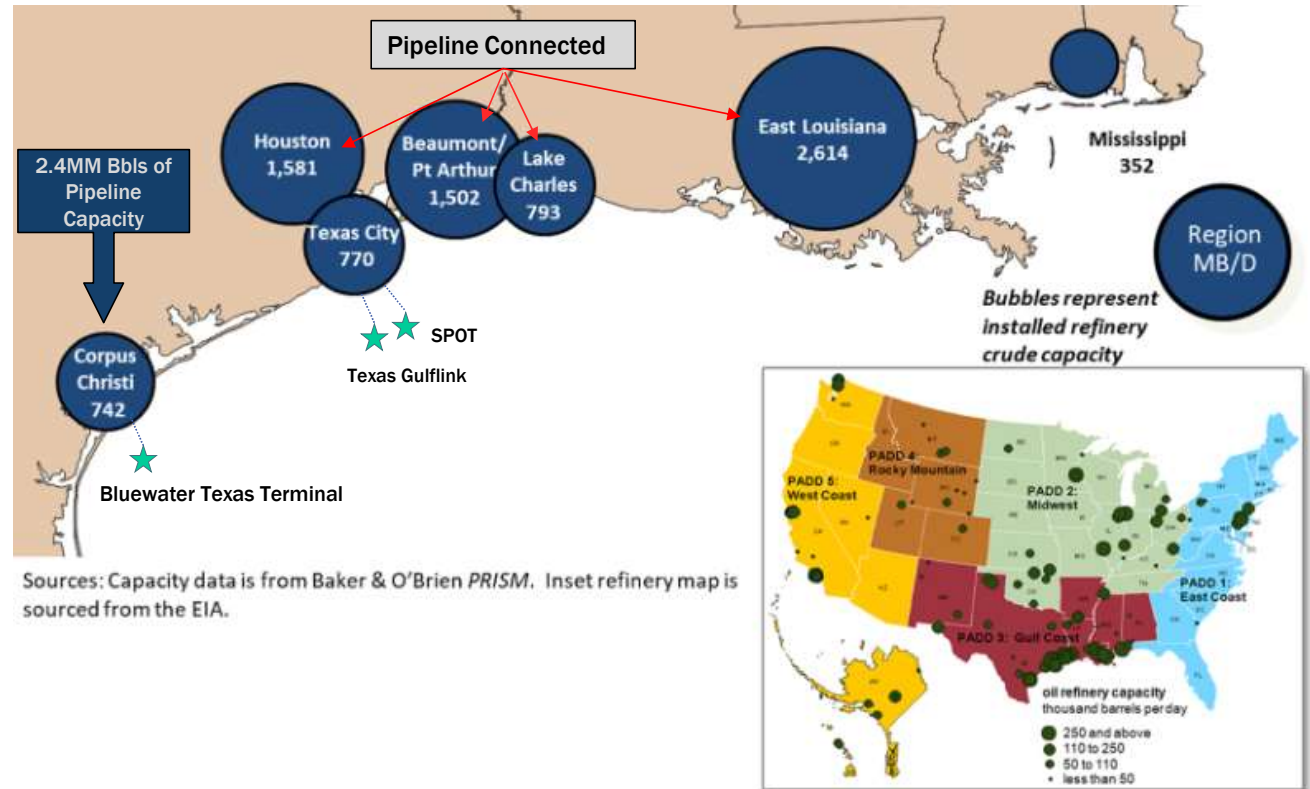 Pipeline Connected
2.4MM Bbls of
Pipeline
Capacity
Houston
1,581
Beaumont/
Pt Arthur
1,502
Lake
Charles
793
East Louisiana
2,614
Mississippi
352
Texas City
770
Region
MB/D
Corpus
Christi
742
SPOT
Texas Gulflink
Bluewater Texas Terminal
Bubbles represent
installed refinery
crude capacity
Sources: Capacity data is from Baker & O’Brien PRISM. Inset refinery map is
sourced from the EIA.
PADD 4:
Rocky Mountain
PADD 5:
West Coast
PADD 2:
Midwest
PADD 1:
East Coast
PADD 3: Gulf Coast
oil refinery capacity
thousand barrels per day
250 and above
110 to 250
50 to 110
less than 50